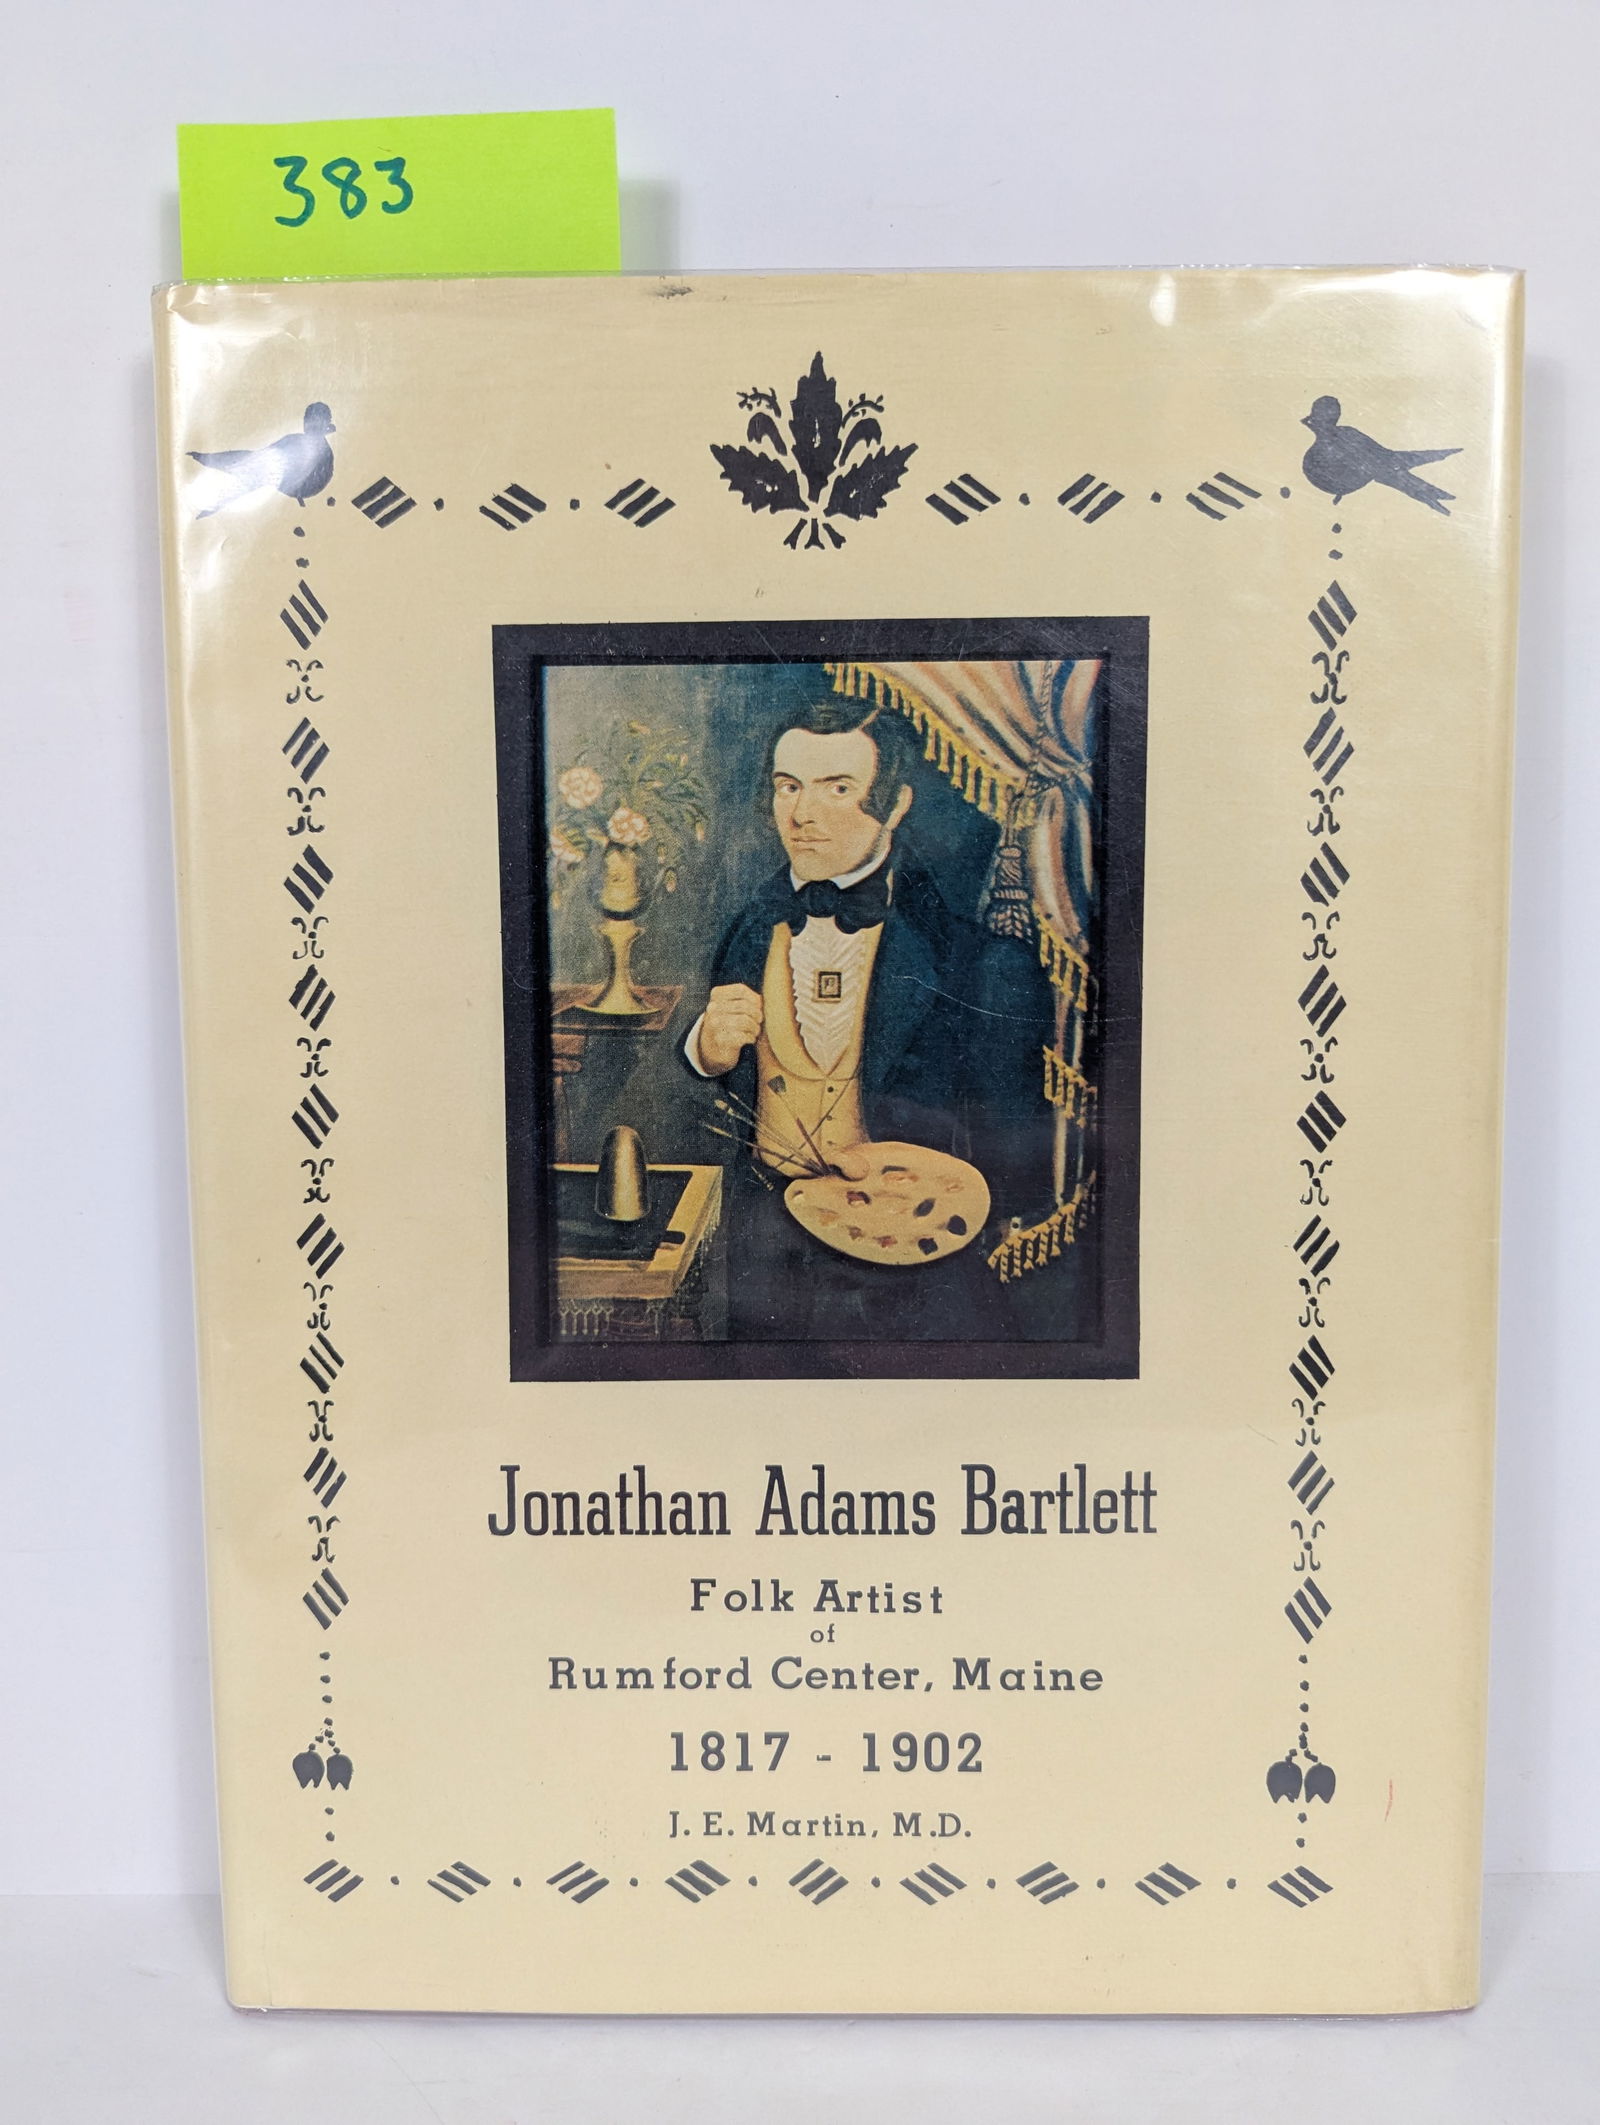 383
Jonathan Adams Bartlett
Folk Artist
of
Rumford Center, Maine
1817 - 1902
J. E. Martin, M.D.